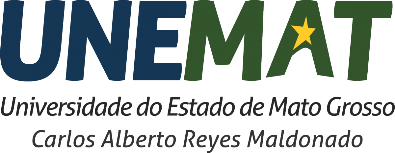 UNEMAT
Universidade do Estado de Mato Grosso
Carlos Alberto Reyes Maldonado